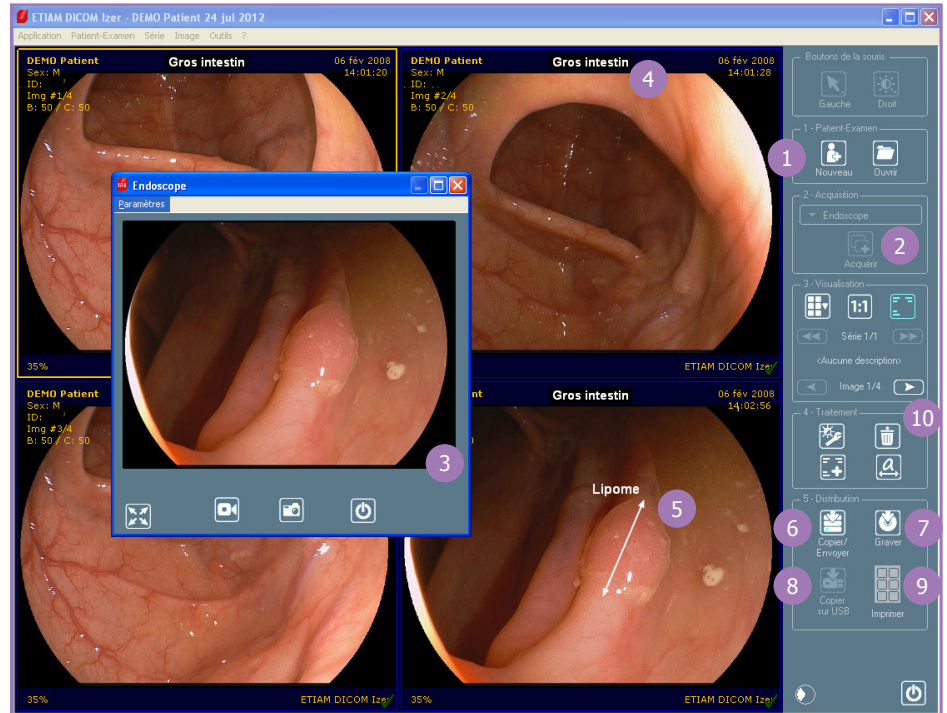 ETIAM DICOM Izer - DEMO Patient 24 jul 2012
Application Patient-Examen Série Image Outils ?
DEMO Patient
Sex: M
ID:
Img #1/4
B: 50 / C: 50
Gros intestin
06 fév 2008
14:01:20
35%
DEMO Patient
Sex: M
ID:
Img #2/4
B: 50 / C: 50
Gros intestin
06 fév 2008
14:01:28
4
ETIAM DICOM Izer
Endoscope
Paramètres
3
DEMO Patient
Sex: M
ID:
Img #3/4
B: 50 / C: 50
35%
ETIAM DICOM Izer
nt
Gros intestin
06 fév 2008
14:02:56
Lipome
5
35%
ETIAM DICOM Izer
Boutons de la souris
Gauche
Droit
1 - Patient-Examen
1
Nouveau
Ouvrir
2 - Acquisition
Endoscope
2
Acquérir
3 - Visualisation
1:1
Série 1/1
<Aucune description>
Image 1/4
4 - Traitement
10
a
5 - Distribution
6
Copier/
Envoyer
Graver
7
8
Copier
sur USB
Imprimer
9